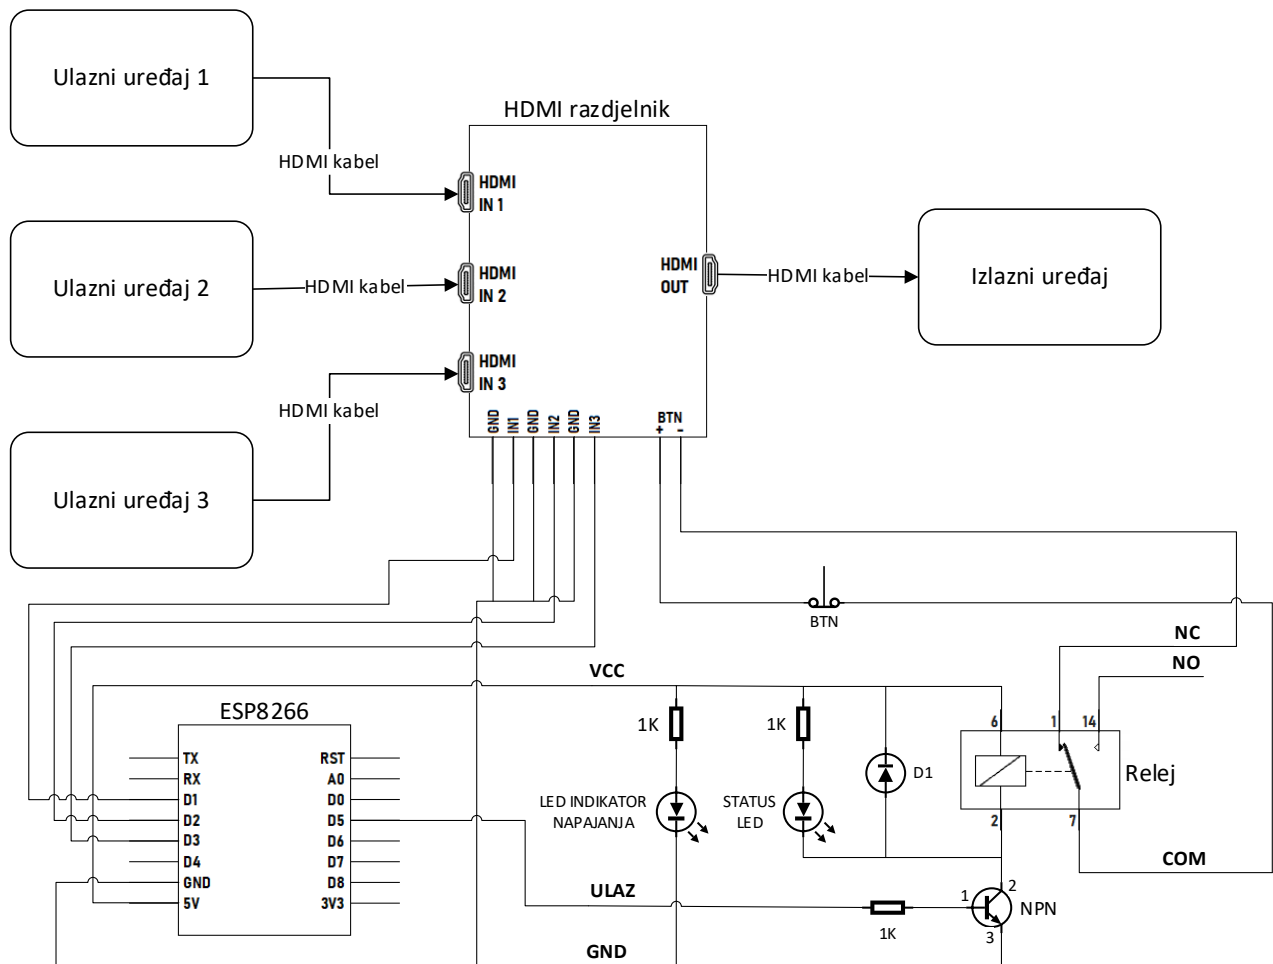 Ulazni uređaj 1
HDMI razdjelnik
HDMI kabel
HDMI
IN 1
Ulazni uređaj 2
HDMI kabel
HDMI
IN 2
HDMI
OUT
HDMI kabel
Izlazni uređaj
HDMI
IN 3
HDMI kabel
GND
IN1
GND
IN2
GND
IN3
BTN
+
-
Ulazni uređaj 3
BTN
NC
NO
VCC
ESP8266
1K
1K
6
1
14
TX
RX
D1
D2
D3
D4
GND
5V
RST
A0
D0
D5
D6
D7
D8
3V3
LED INDIKATOR
NAPAJANJA
STATUS
LED
D1
Relej
2
7
COM
ULAZ
1K
1
2
3
NPN
GND